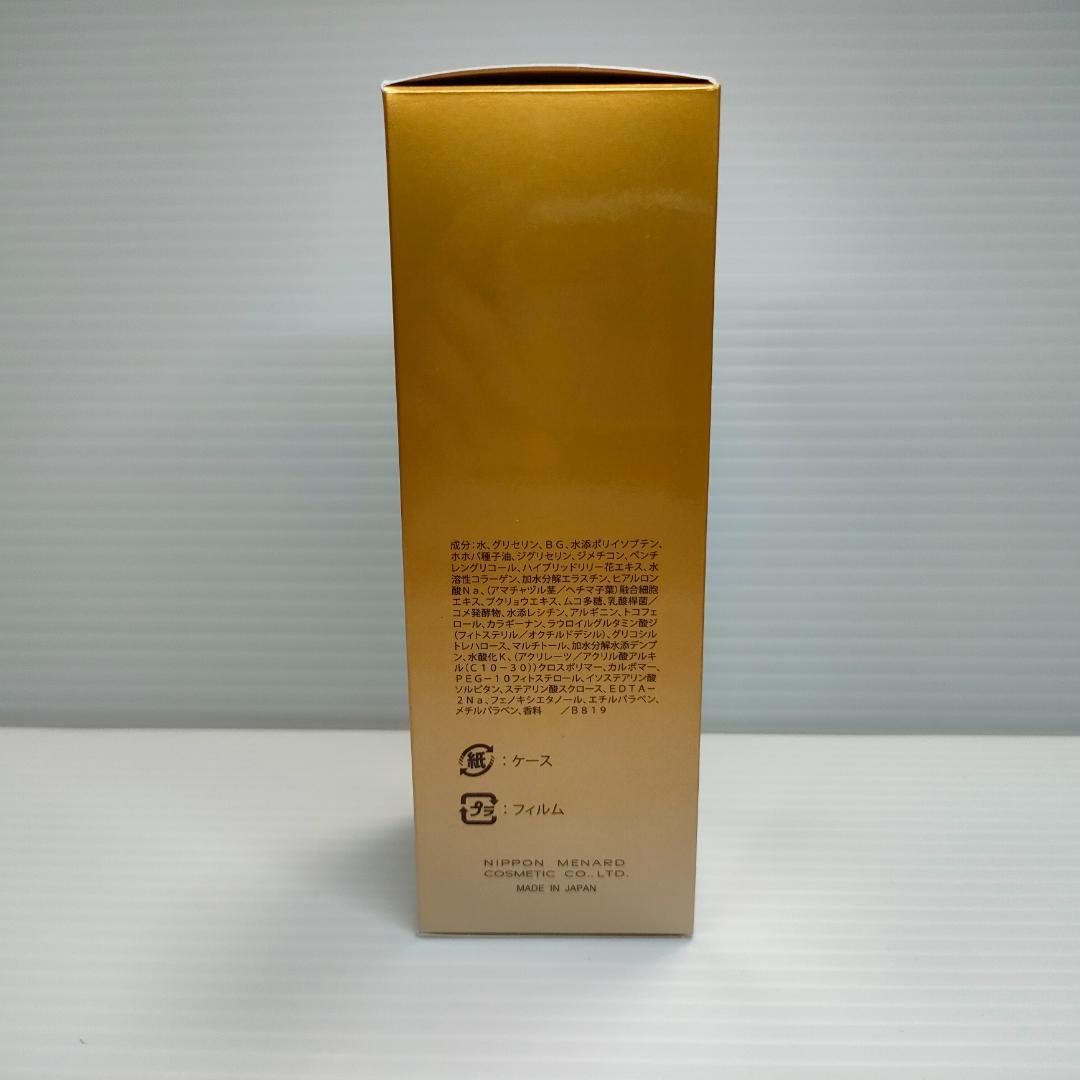 成分：水、グリセリン、ＢＧ、水添ポリイソブテン、
ホホバ種子油、ジグリセリン、ジメチコン、ペンチ
レングリコール、ハイブリッドリリー花エキス、水
溶性コラーゲン、加水分解エラスチン、ヒアルロン
酸Ｎａ、（アマチャヅル茎／ヘチマ子葉）融合細胞
エキス、ブクリョウエキス、ムコ多糖、乳酸桿菌／
コメ発酵物、水添レシチン、アルギニン、トコフェ
ロール、カラギーナン、ラウロイルグルタミン酸ジ
（フィトステリル／オクチルドデシル）、グリコシル
トレハロース、マルチトール、加水分解水添デンプ
ン、水酸化Ｋ、（アクリレーツ／アクリル酸アルキ
ル（Ｃ１０－３０））クロスポリマー、カルボマー、
ＰＥＧ－１０フィトステロール、イソステアリン酸
ソルビタン、ステアリン酸スクロース、ＥＤＴＡ－
２Ｎａ、フェノキシエタノール、エチルパラベン、
メチルパラベン、香料　／Ｂ８１９
紙：ケース
プラ：フィルム
NIPPON MENARD
COSMETIC CO.,LTD.
MADE IN JAPAN